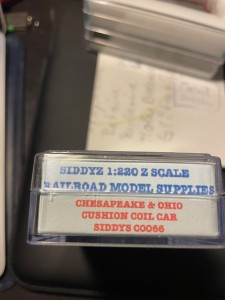 SIDDYZ 1:220 Z SCALE
RAILROAD MODEL SUPPLIES
CHESAPEAKE & OHIO
CUSHION COIL CAR
SIDDYS C0066